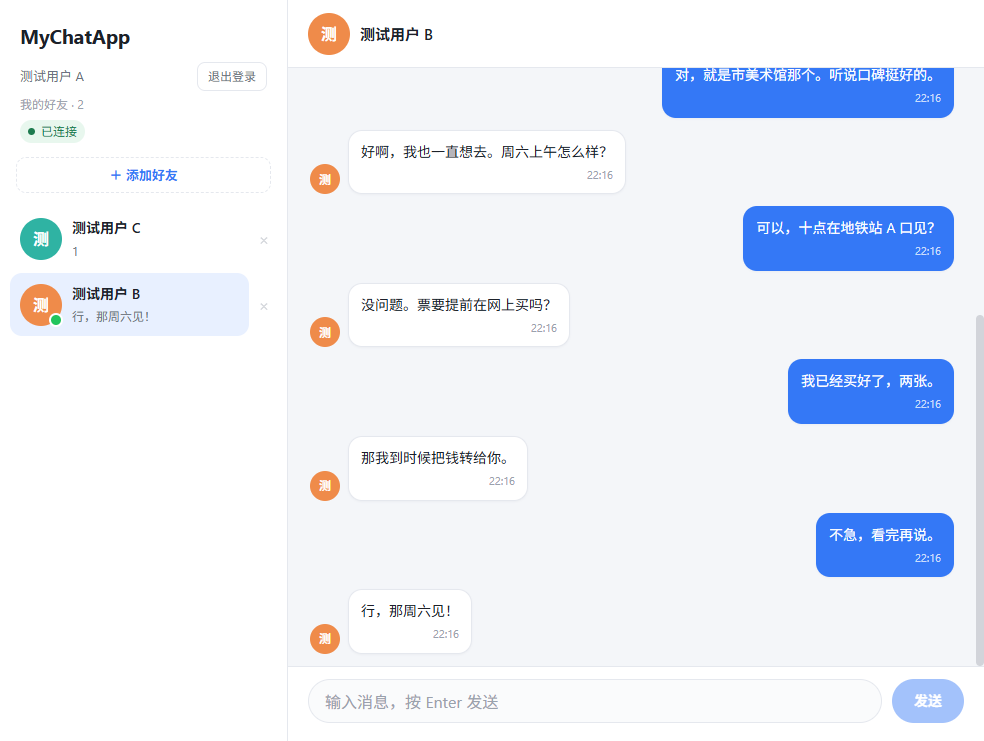 MyChatApp
测试用户 A
退出登录
我的好友 · 2
已连接
+ 添加好友
测
测试用户 C
1
×
测
测试用户 B
行，那周六见！
×
测
测试用户 B
对，就是市美术馆那个。听说口碑挺好的。
22:16
好啊，我也一直想去。周六上午怎么样？
22:16
测
可以，十点在地铁站 A 口见？
22:16
没问题。票要提前在网上买吗？
22:16
测
我已经买好了，两张。
22:16
那我到时候把钱转给你。
22:16
测
不急，看完再说。
22:16
行，那周六见！
22:16
测
输入消息，按 Enter 发送
发送